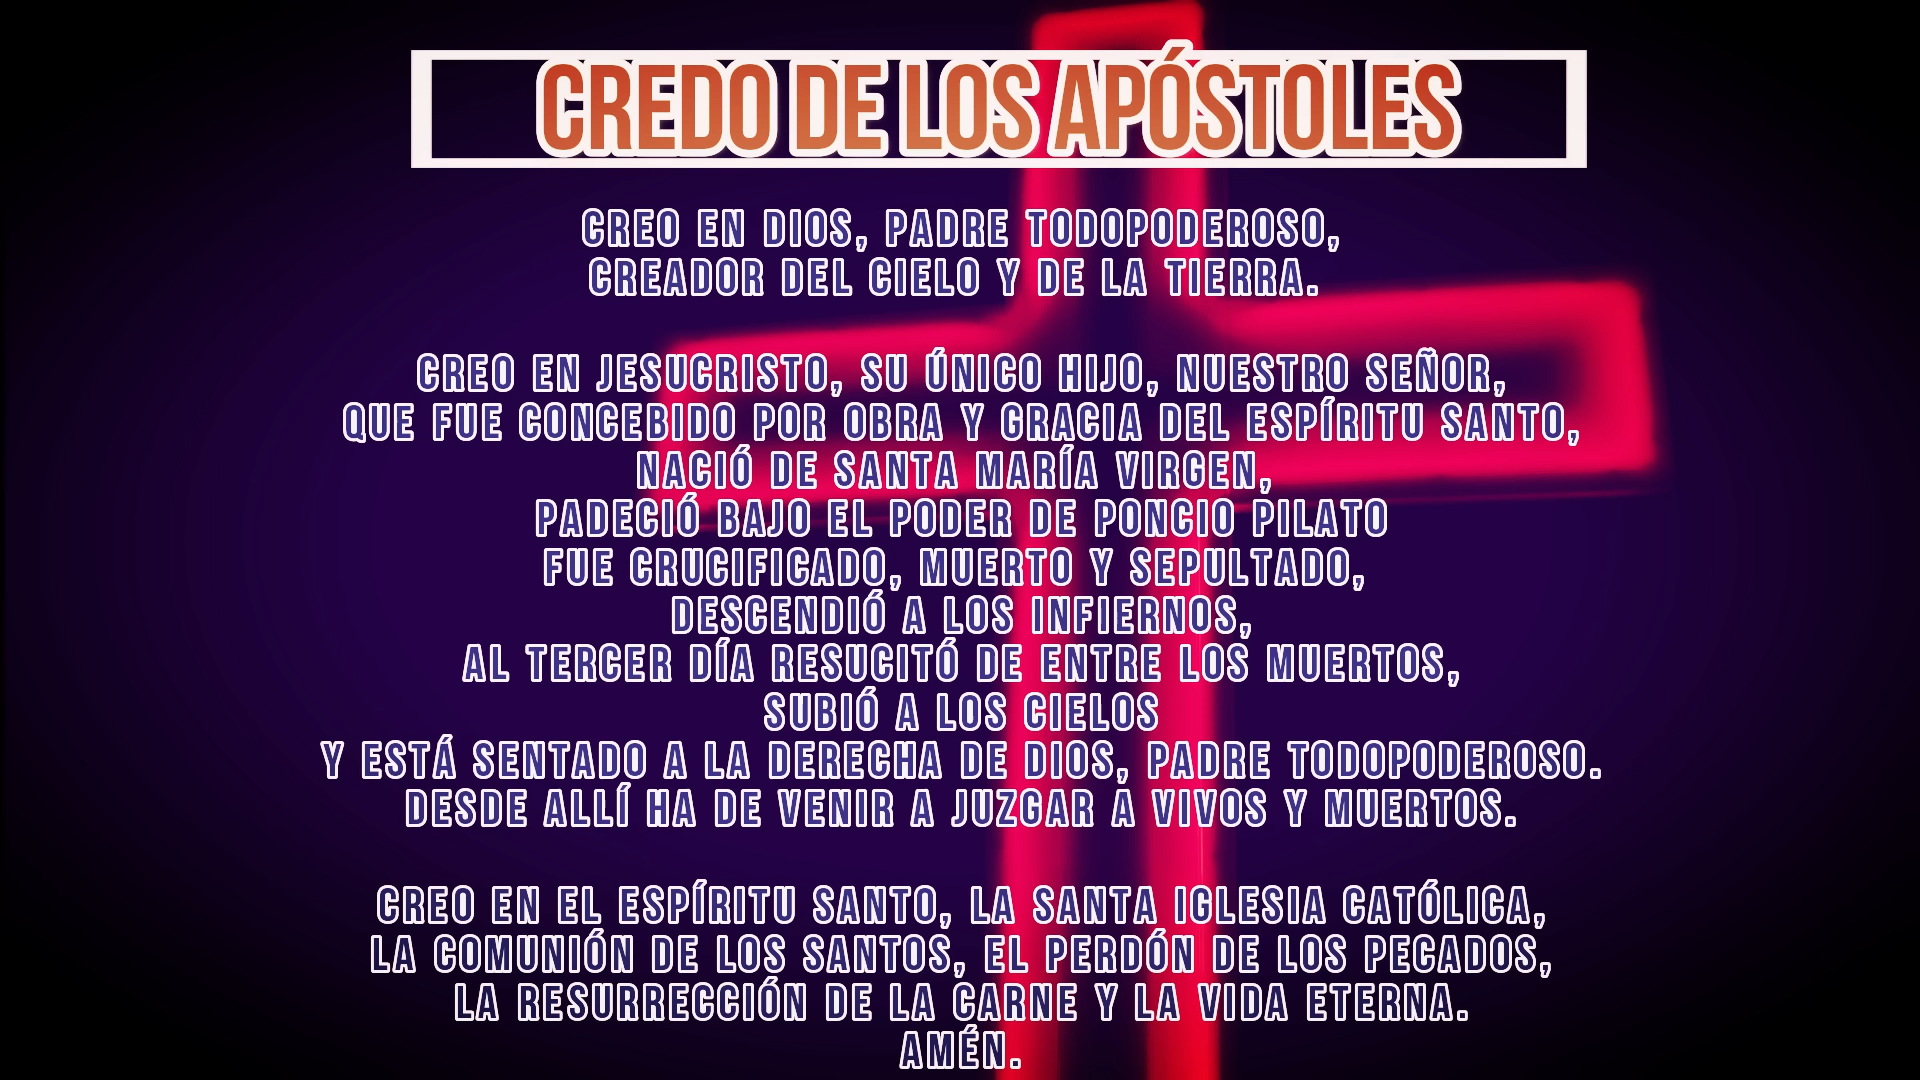 CREDO DE LOS APÓSTOLES
CREO EN DIOS, PADRE TODOPODEROSO,
CREADOR DEL CIELO Y DE LA TIERRA.
CREO EN JESUCRISTO, SU ÚNICO HIJO, NUESTRO SEÑOR,
QUE FUE CONCEBIDO POR OBRA Y GRACIA DEL ESPÍRITU SANTO,
NACIÓ DE SANTA MARÍA VIRGEN,
PADECIÓ BAJO EL PODER DE PONCIO PILATO
FUE CRUCIFICADO, MUERTO Y SEPULTADO,
DESCENDIÓ A LOS INFIERNOS,
AL TERCER DÍA RESUCITÓ DE ENTRE LOS MUERTOS,
SUBIÓ A LOS CIELOS
Y ESTÁ SENTADO A LA DERECHA DE DIOS, PADRE TODOPODEROSO.
DESDE ALLÍ HA DE VENIR A JUZGAR A VIVOS Y MUERTOS.
CREO EN EL ESPÍRITU SANTO, LA SANTA IGLESIA CATÓLICA,
LA COMUNIÓN DE LOS SANTOS, EL PERDÓN DE LOS PECADOS,
LA RESURRECCIÓN DE LA CARNE Y LA VIDA ETERNA.
AMÉN.